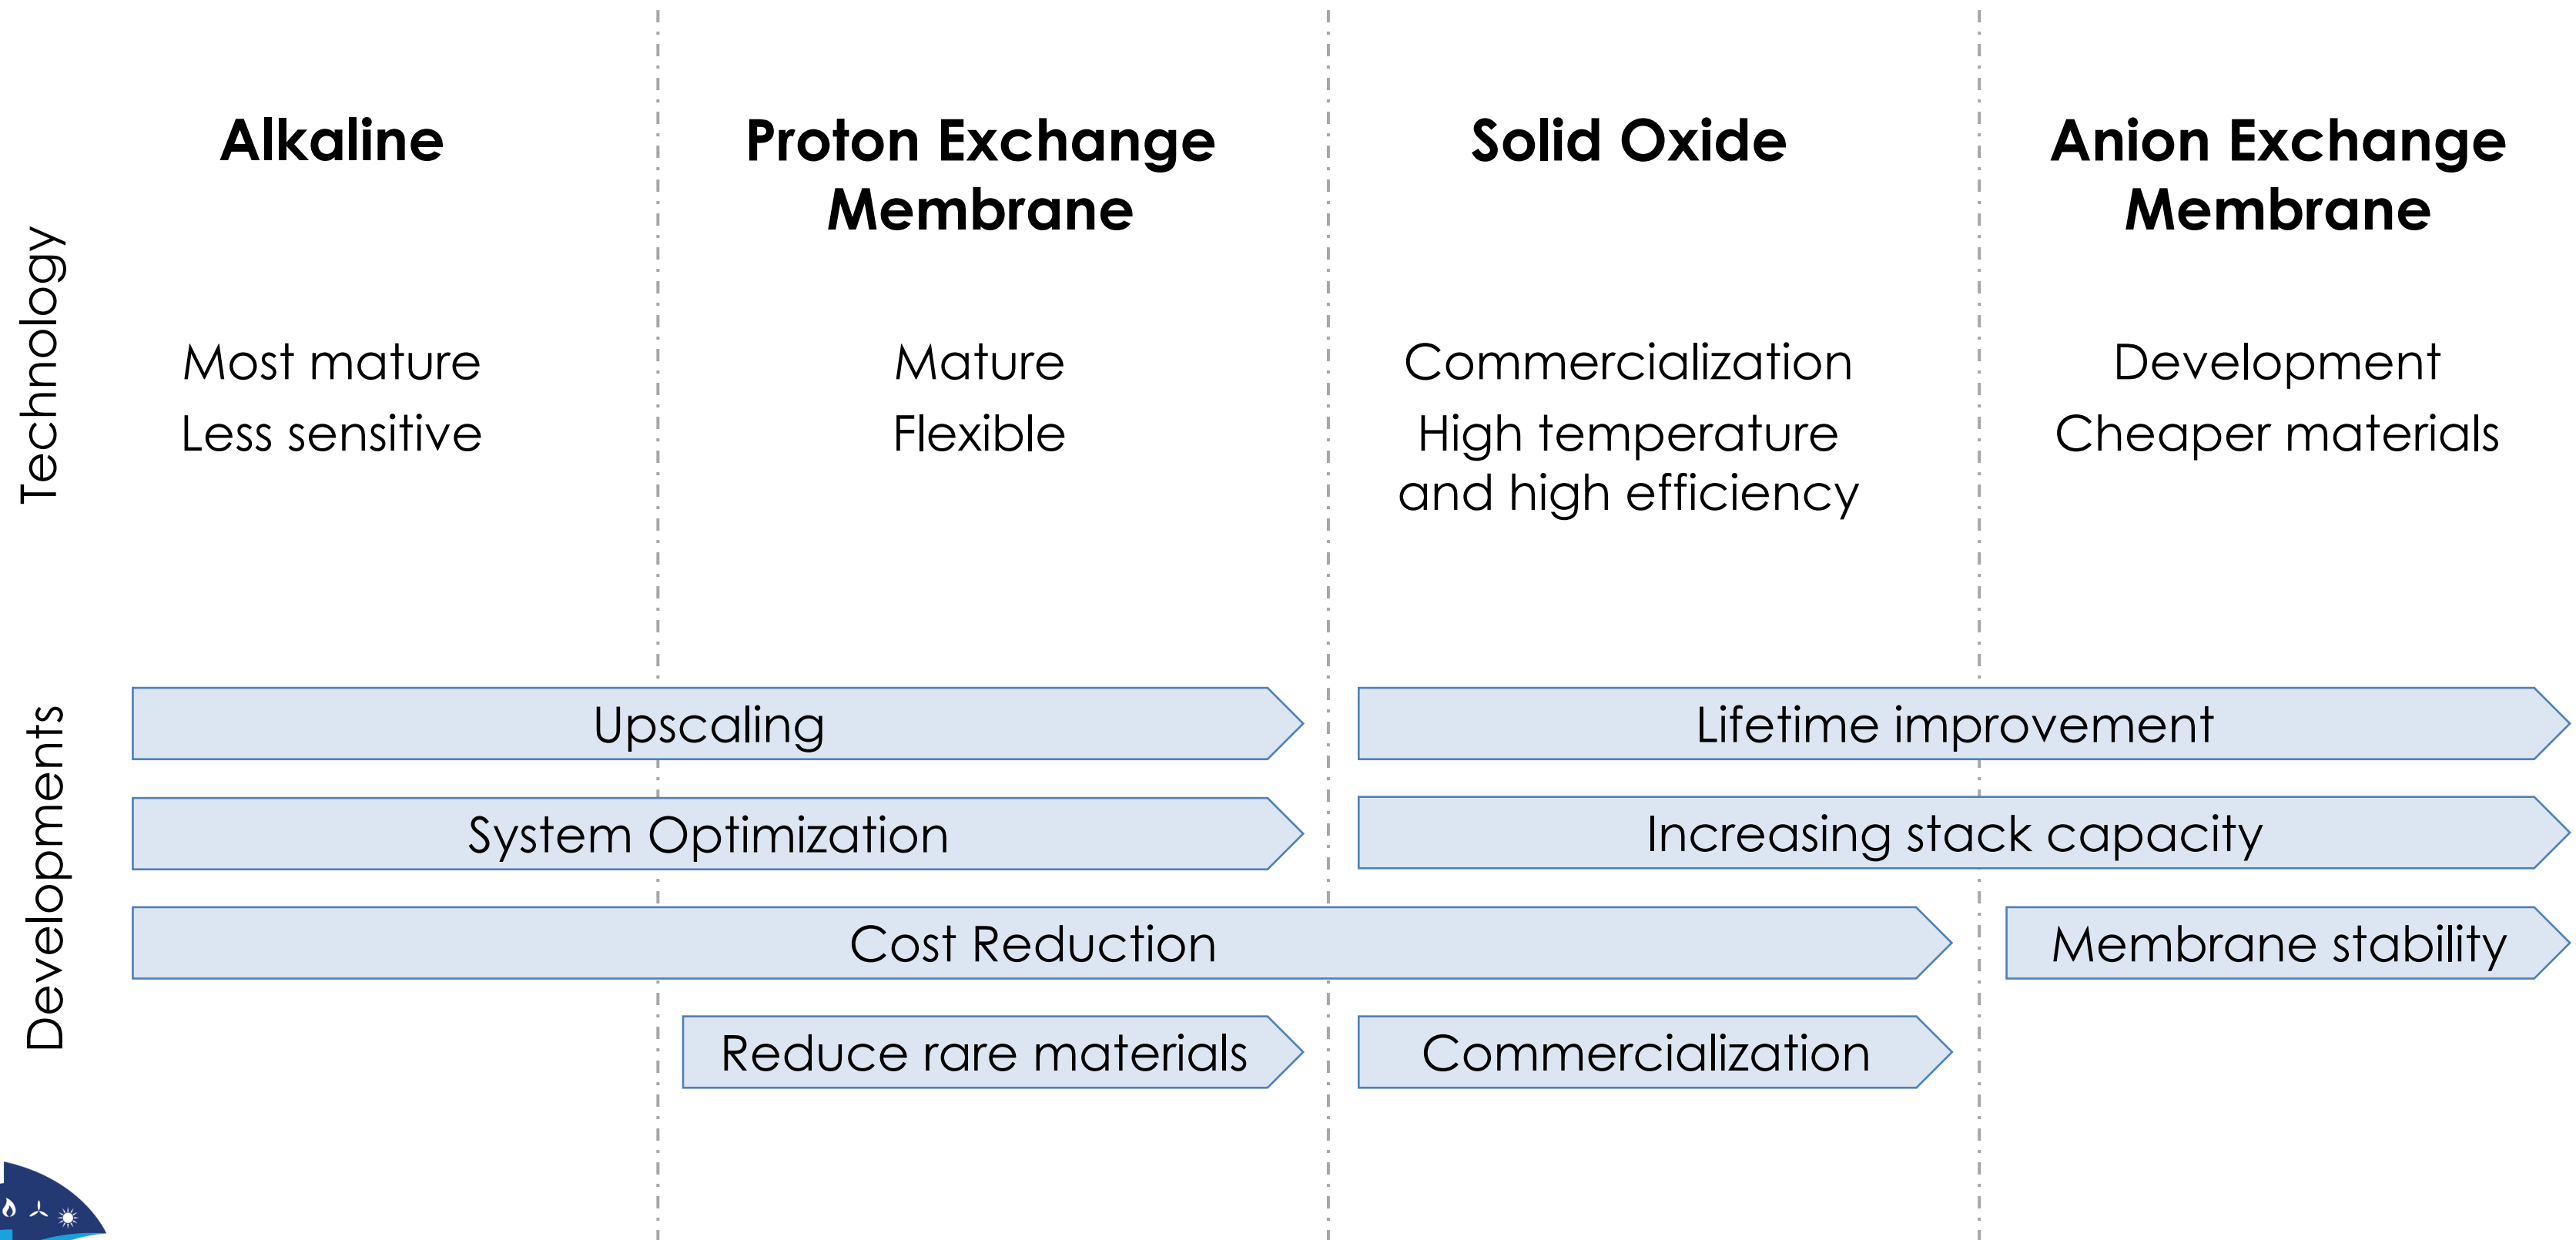 Technology
Alkaline
Most mature
Less sensitive
Proton Exchange
Membrane
Mature
Flexible
Solid Oxide
Commercialization
High temperature
and high efficiency
Anion Exchange
Membrane
Development
Cheaper materials
Developments
Upscaling
Lifetime improvement
System Optimization
Increasing stack capacity
Cost Reduction
Membrane stability
Reduce rare materials
Commercialization